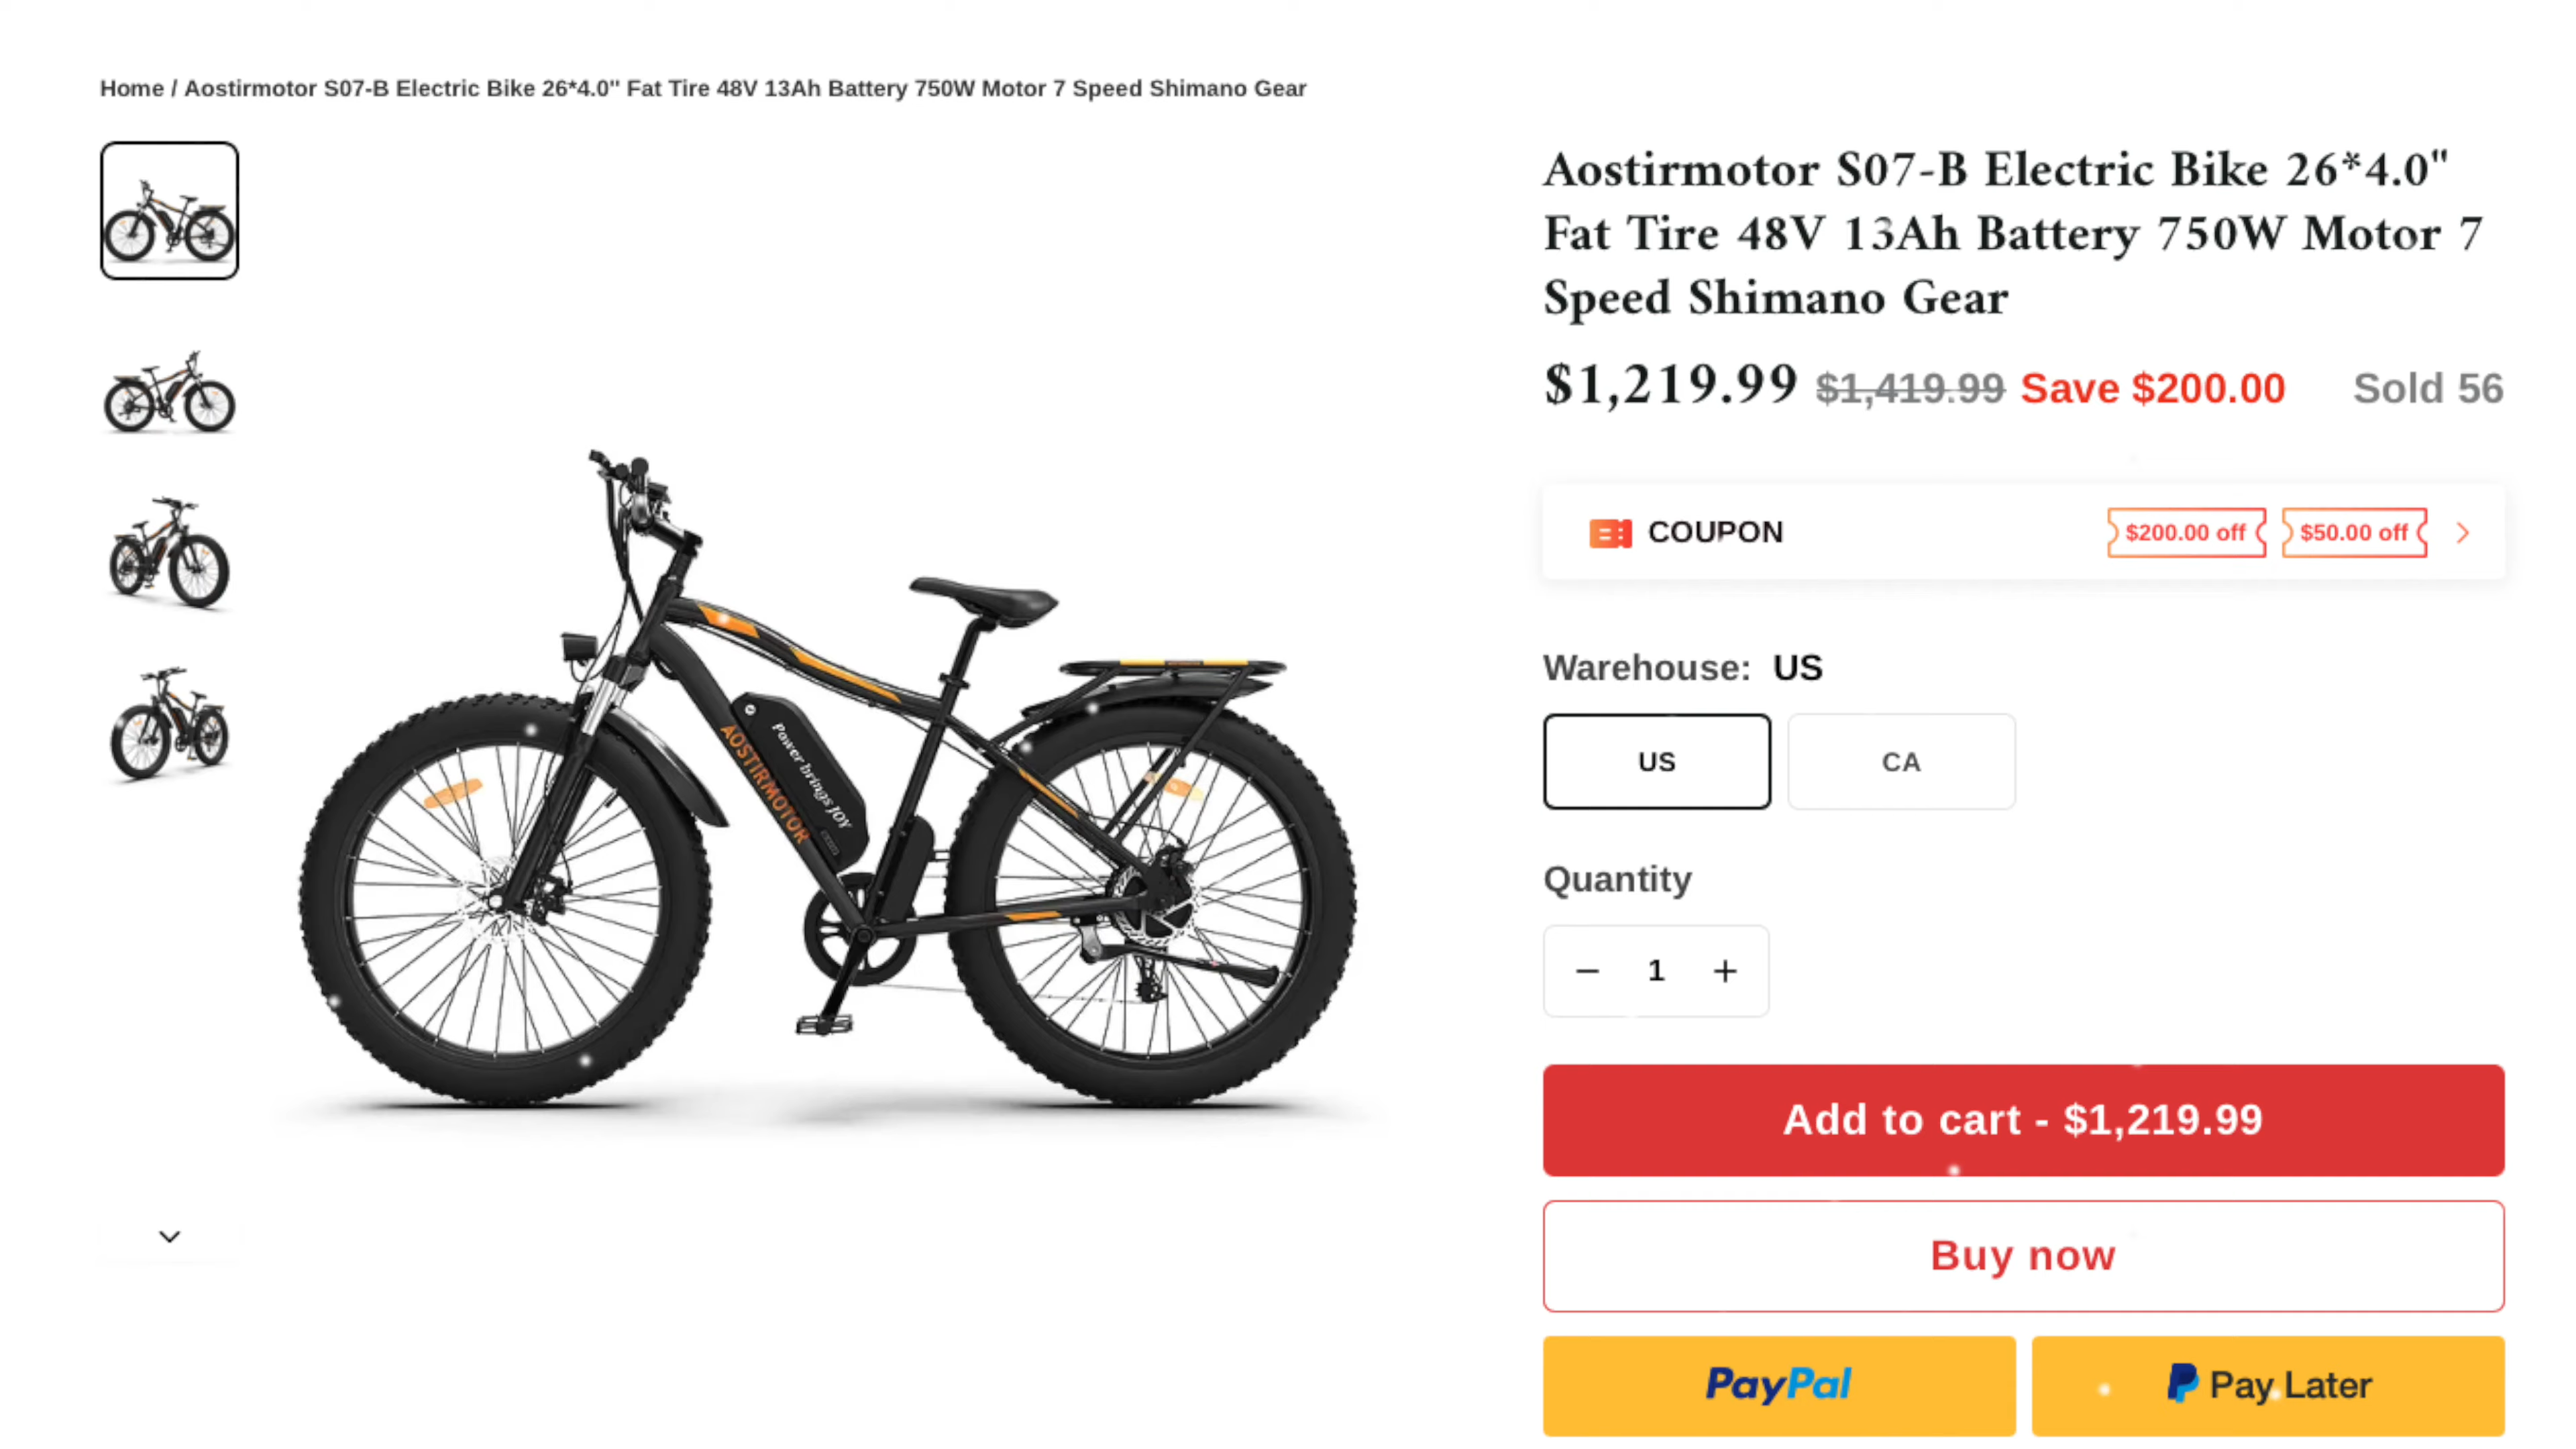 Home / Aostirmotor S07-B Electric Bike 26*4.0" Fat Tire 48V 13Ah Battery 750W Motor 7 Speed Shimano Gear
Aostirmotor S07-B Electric Bike 26*4.0"
Fat Tire 48V 13Ah Battery 750W Motor 7
Speed Shimano Gear
$1,219.99 $1,419.99 Save $200.00 Sold 56
COUPON $200.00 off $50.00 off
Warehouse: US
US CA
Quantity
− 1 +
Add to cart - $1,219.99
Buy now
PayPal Pay Later
Power brings JOY
AOSTIRMOTOR